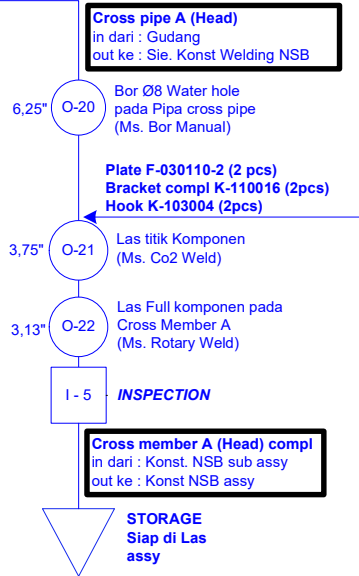 Cross pipe A (Head)
in dari : Gudang
out ke : Sie. Konst Welding NSB
6,25"
O-20
Bor Ø8 Water hole
pada Pipa cross pipe
(Ms. Bor Manual)
Plate F-030110-2 (2 pcs)
Bracket compl K-110016 (2pcs)
Hook K-103004 (2pcs)
3,75"
O-21
Las titik Komponen
(Ms. Co2 Weld)
3,13"
O-22
Las Full komponen pada
Cross Member A
(Ms. Rotary Weld)
I - 5
INSPECTION
Cross member A (Head) compl
in dari : Konst. NSB sub assy
out ke : Konst NSB assy
STORAGE
Siap di Las
assy